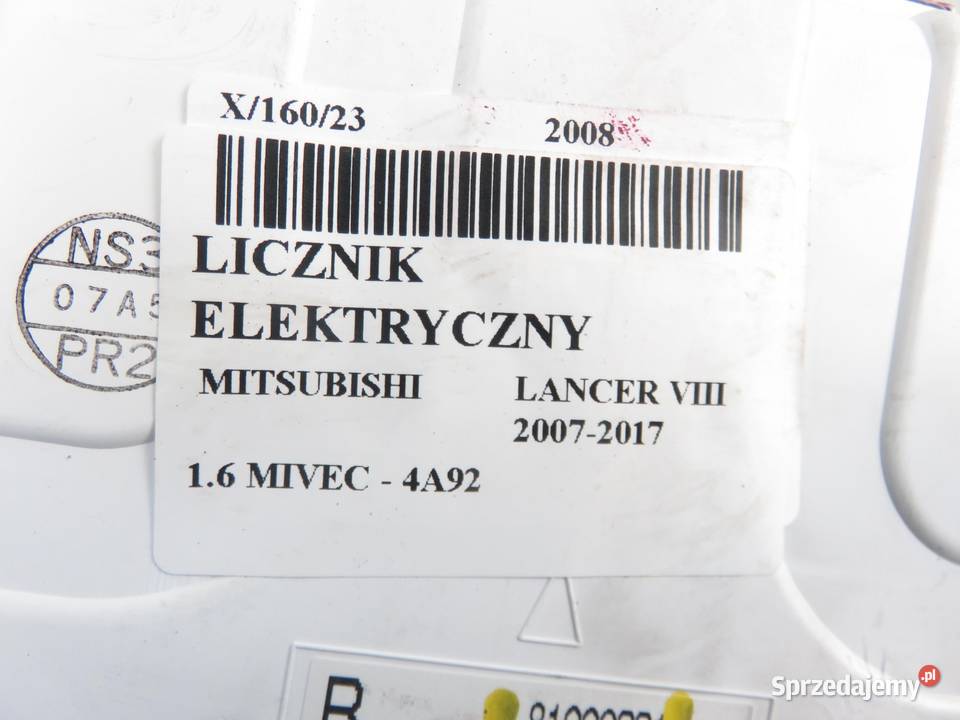 X/160/23 2008
LICZNIK
ELEKTRYCZNY
MITSUBISHI LANCER VIII
2007-2017
1.6 MIVEC - 4A92
NS3
07A5
PR2
R
Sprzedajemy.pl